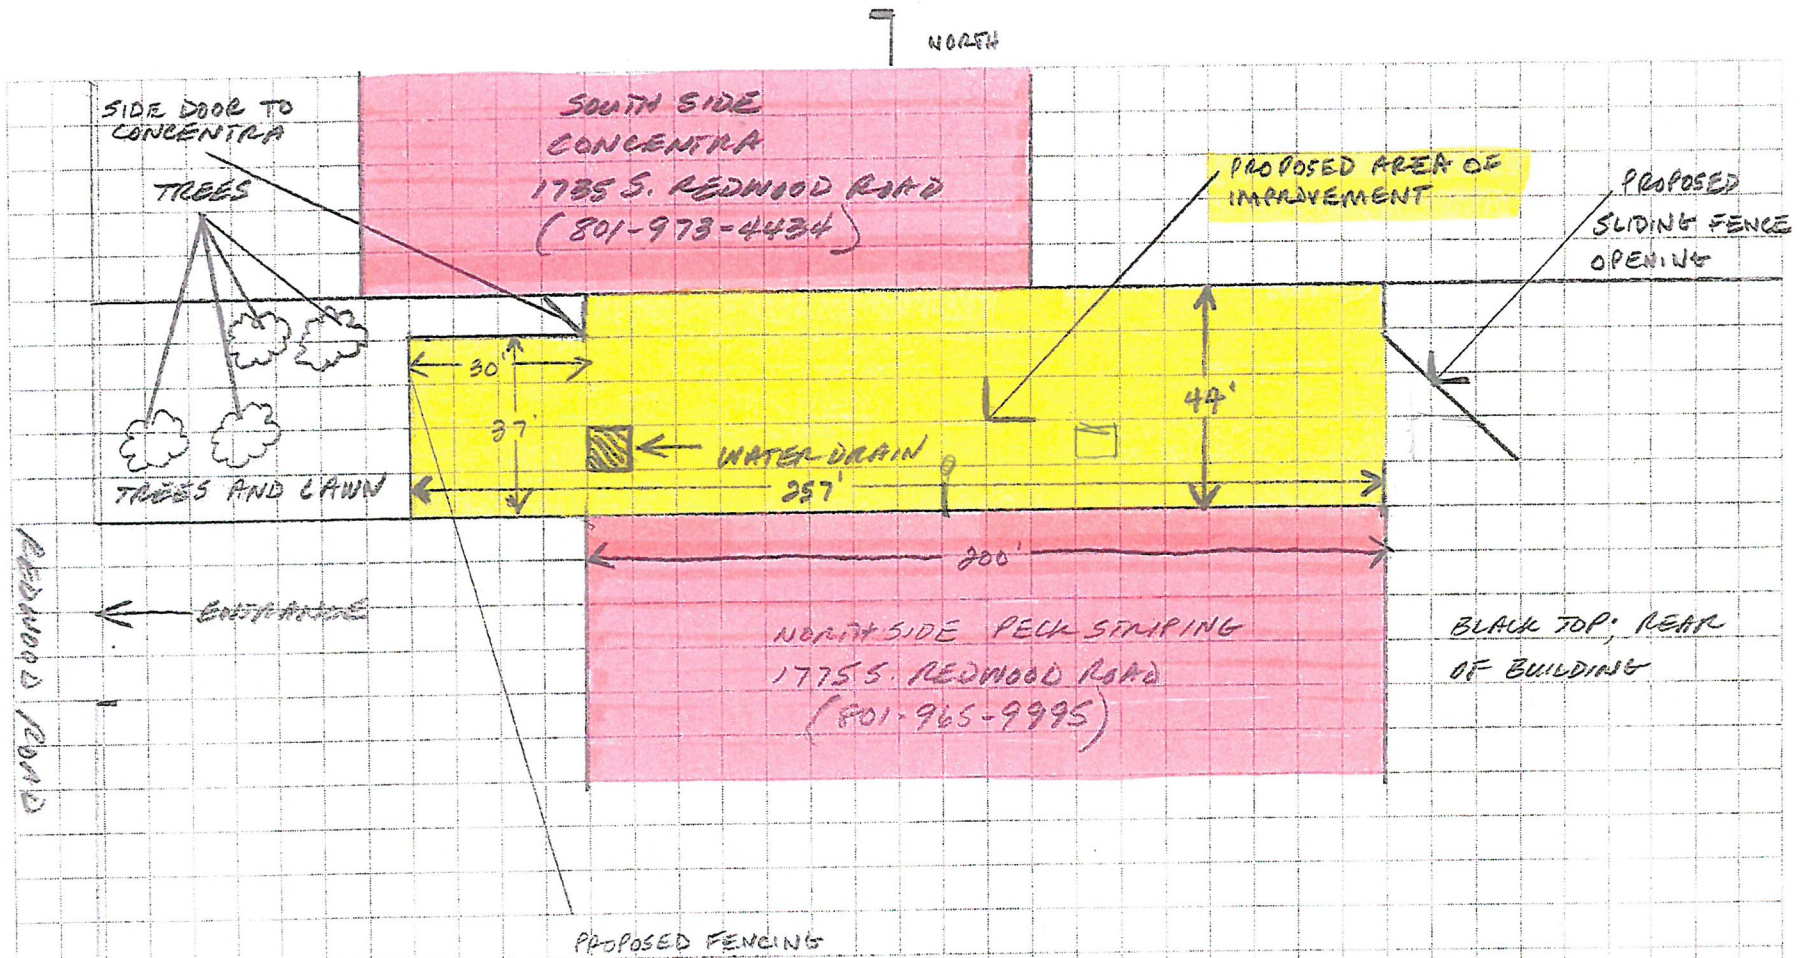 NORTH
SIDE DOOR TO
CONCENTRA
TREES
SOUTH SIDE
CONCENTRA
1735 S. REDWOOD ROAD
(801-973-4434)
PROPOSED AREA OF
IMPROVEMENT
PROPOSED
SLIDING FENCE
OPENING
30'
37'
44'
WATER DRAIN
257'
TREES AND LAWN
200'
REDWOOD ROAD
ENTRANCE
NORTH SIDE PECK STRIPING
1775 S. REDWOOD ROAD
(801-965-9995)
BLACK TOP; REAR
OF BUILDING
PROPOSED FENCING